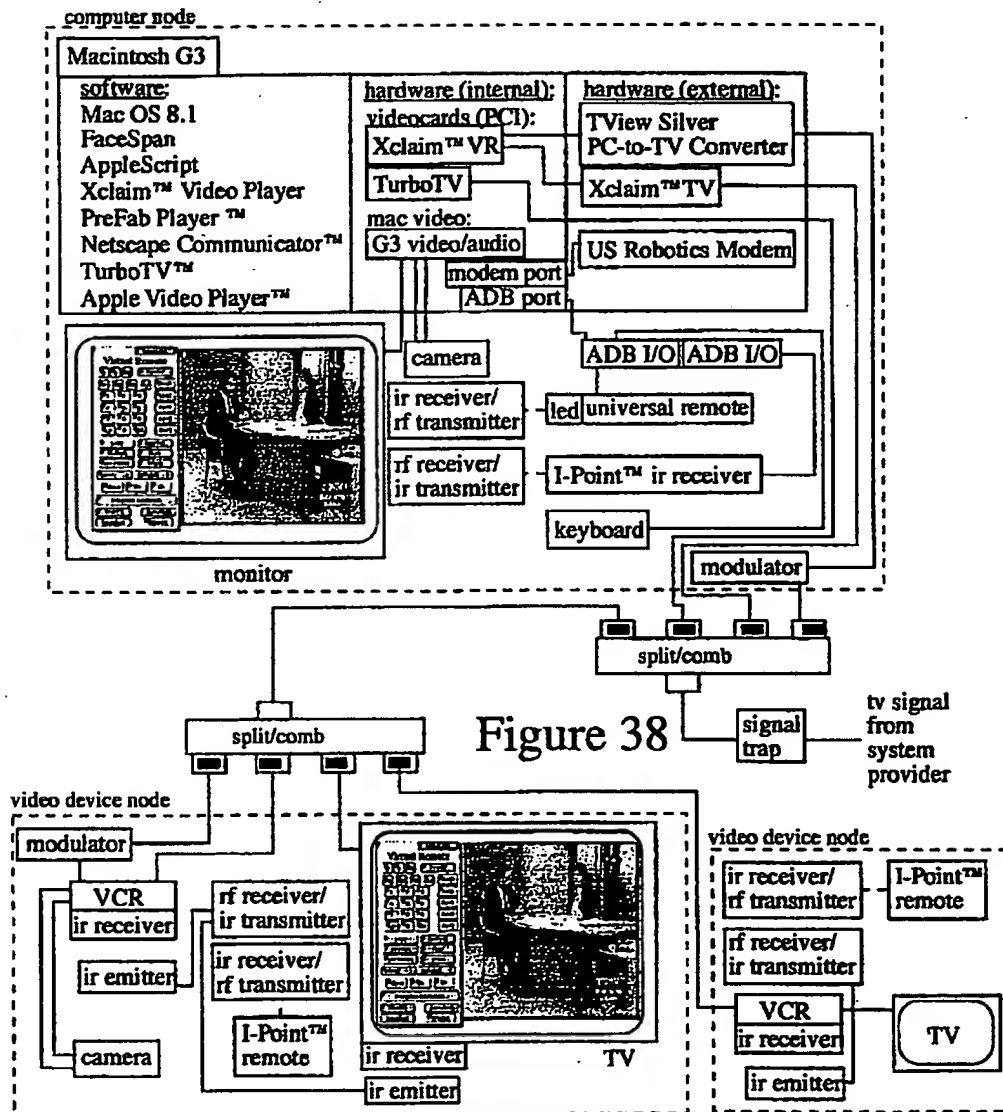 computer node
Macintosh G3
software:
Mac OS 8.1
FaceSpan
AppleScript
Xclaim™ Video Player
PreFab Player ™
Netscape Communicator™
TurboTV™
Apple Video Player™
hardware (internal):
videocards (PCI):
Xclaim™ VR
TurboTV
mac video:
G3 video/audio
modem port
ADB port
hardware (external):
TView Silver
PC-to-TV Converter
Xclaim™TV
US Robotics Modem
camera
ADB I/O
ADB I/O
ir receiver/
rf transmitter
led
universal remote
rf receiver/
ir transmitter
I-Point™ ir receiver
keyboard
Virtual Remote
monitor
modulator
split/comb
split/comb
Figure 38
signal
trap
tv signal
from
system
provider
video device node
modulator
VCR
ir receiver
ir emitter
camera
rf receiver/
ir transmitter
ir receiver/
rf transmitter
I-Point™
remote
Virtual Remote
ir receiver
TV
ir emitter
video device node
ir receiver/
rf transmitter
I-Point™
remote
rf receiver/
ir transmitter
VCR
ir receiver
TV
ir emitter